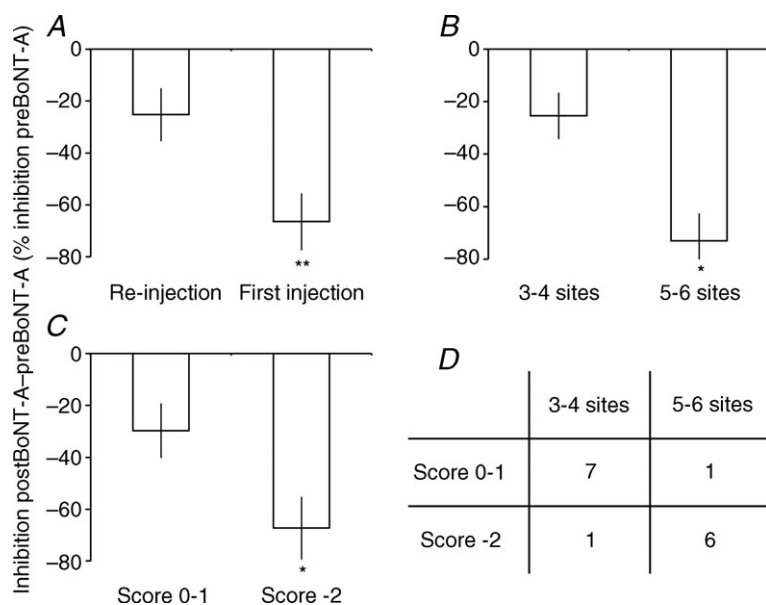 Inhibition postBoNT-A–preBoNT-A (% inhibition preBoNT-A)
A
0
–20
–40
–60
–80
**
Re-injection First injection
B
0
–20
–40
–60
–80
*
3-4 sites 5-6 sites
C
0
–20
–40
–60
–80
*
Score 0-1 Score -2
D
3-4 sites 5-6 sites
Score 0-1 7 1
Score -2 1 6